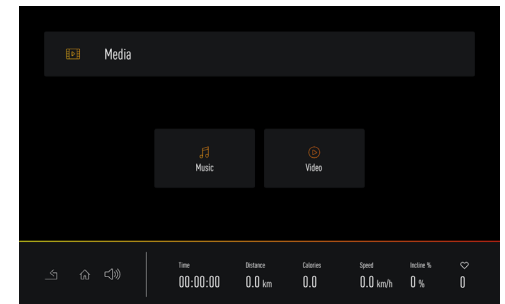 Media
Music
Video
Time
Distance
Calories
Speed
Incline %
00:00:00
0.0 km
0.0
0.0 km/h
0 %
0